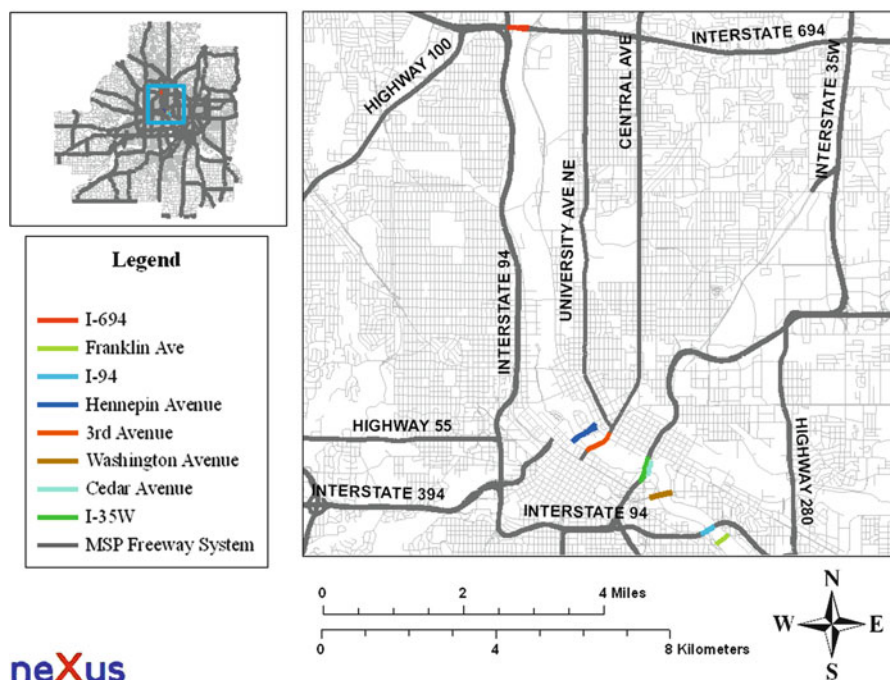 Legend
I-694
Franklin Ave
I-94
Hennepin Avenue
3rd Avenue
Washington Avenue
Cedar Avenue
I-35W
MSP Freeway System
INTERSTATE 694
HIGHWAY 100
CENTRAL AVE
INTERSTATE 35W
UNIVERSITY AVE NE
INTERSTATE 94
HIGHWAY 55
INTERSTATE 394
INTERSTATE 94
HIGHWAY 280
0 2 4 Miles
0 4 8 Kilometers
N
W E
S
neXus